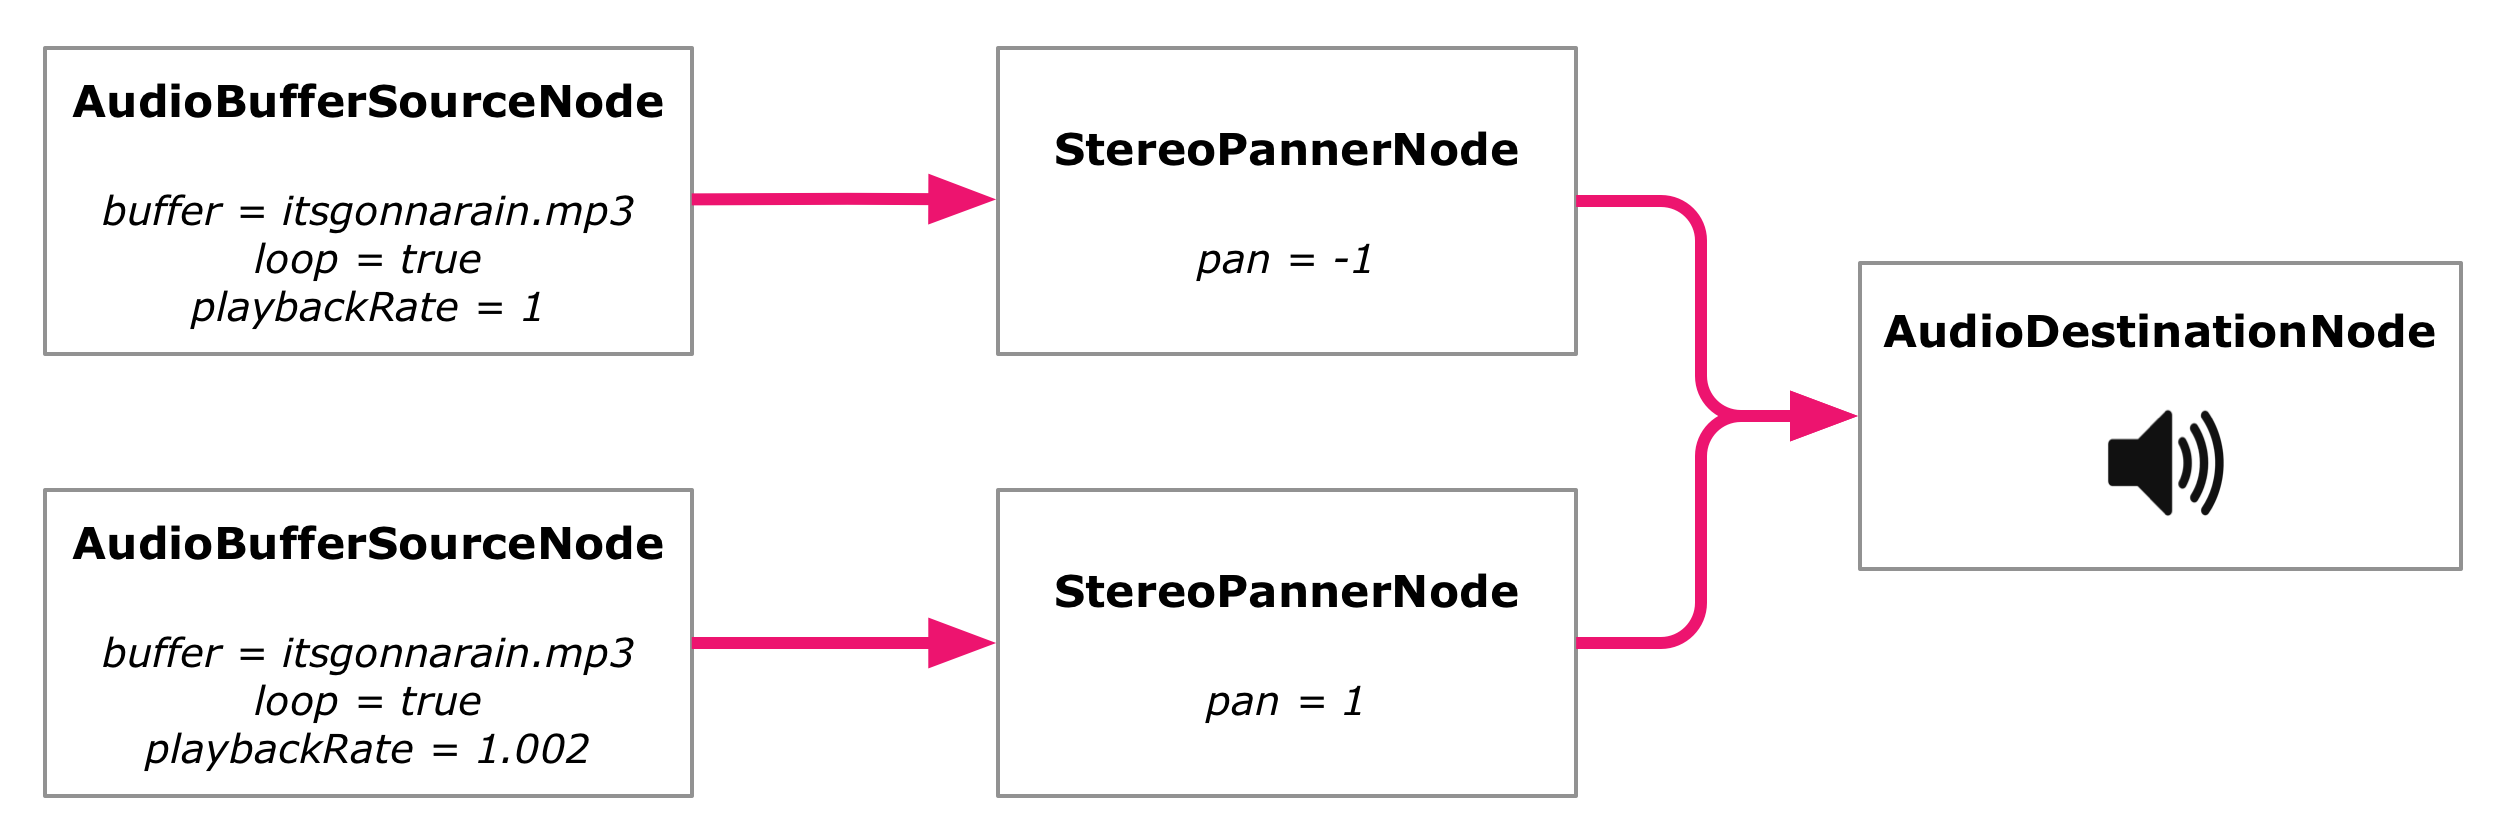 AudioBufferSourceNode
buffer = itsgonnarain.mp3
loop = true
playbackRate = 1
StereoPannerNode
pan = -1
AudioBufferSourceNode
buffer = itsgonnarain.mp3
loop = true
playbackRate = 1.002
StereoPannerNode
pan = 1
AudioDestinationNode